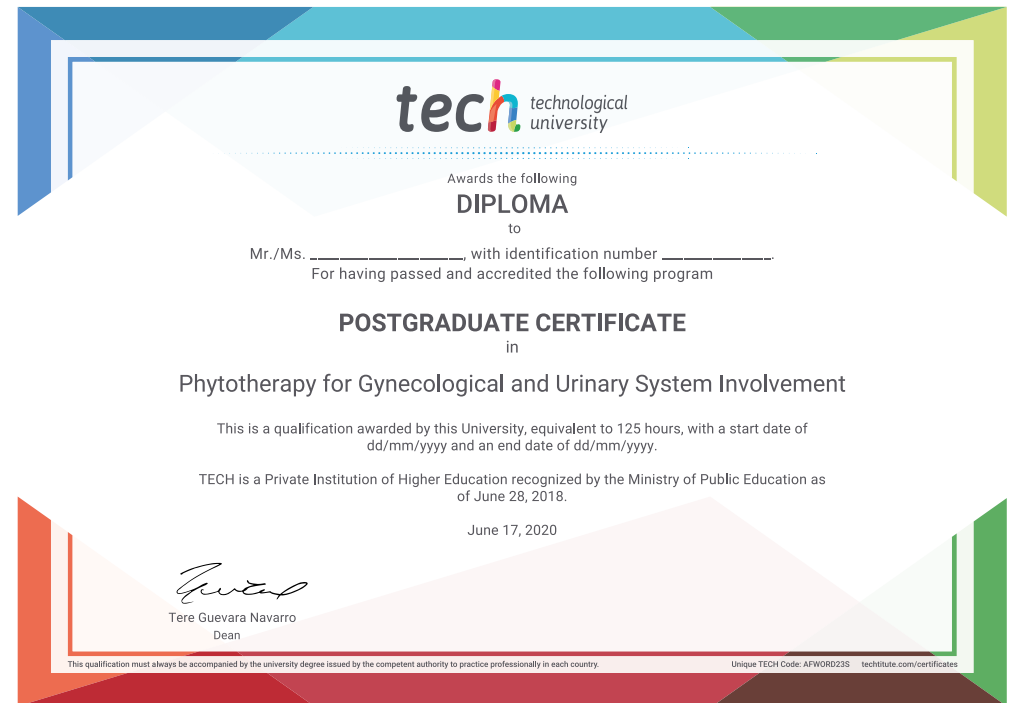 tech technological
university
Awards the following
DIPLOMA
to
Mr./Ms. ____________________, with identification number ______________.
For having passed and accredited the following program
POSTGRADUATE CERTIFICATE
in
Phytotherapy for Gynecological and Urinary System Involvement
This is a qualification awarded by this University, equivalent to 125 hours, with a start date of
dd/mm/yyyy and an end date of dd/mm/yyyy.
TECH is a Private Institution of Higher Education recognized by the Ministry of Public Education as
of June 28, 2018.
June 17, 2020
Tere Guevara Navarro
Dean
This qualification must always be accompanied by the university degree issued by the competent authority to practice professionally in each country. Unique TECH Code: AFWORD23S techtitute.com/certificates